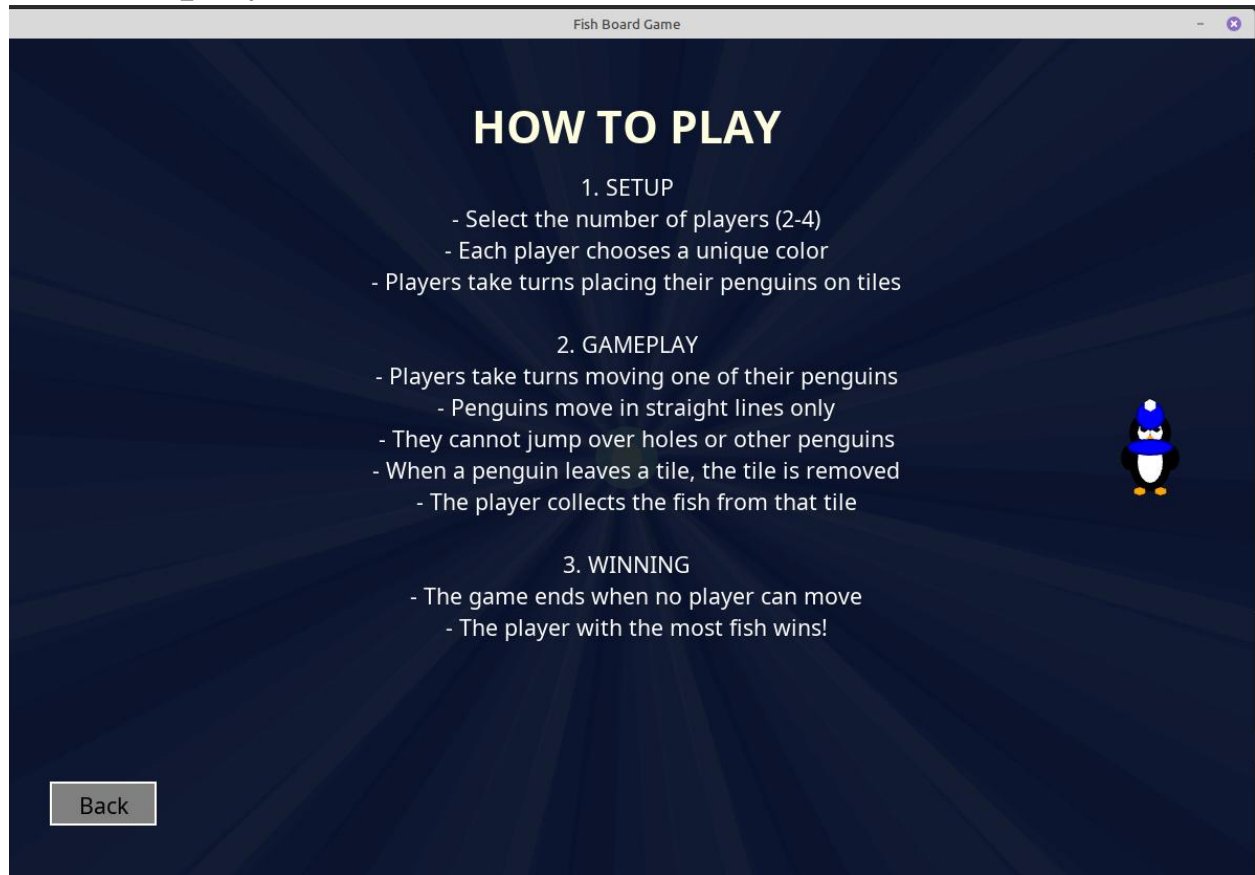 Fish Board Game
HOW TO PLAY
1. SETUP
- Select the number of players (2-4)
- Each player chooses a unique color
- Players take turns placing their penguins on tiles
2. GAMEPLAY
- Players take turns moving one of their penguins
- Penguins move in straight lines only
- They cannot jump over holes or other penguins
- When a penguin leaves a tile, the tile is removed
- The player collects the fish from that tile
3. WINNING
- The game ends when no player can move
- The player with the most fish wins!
Back